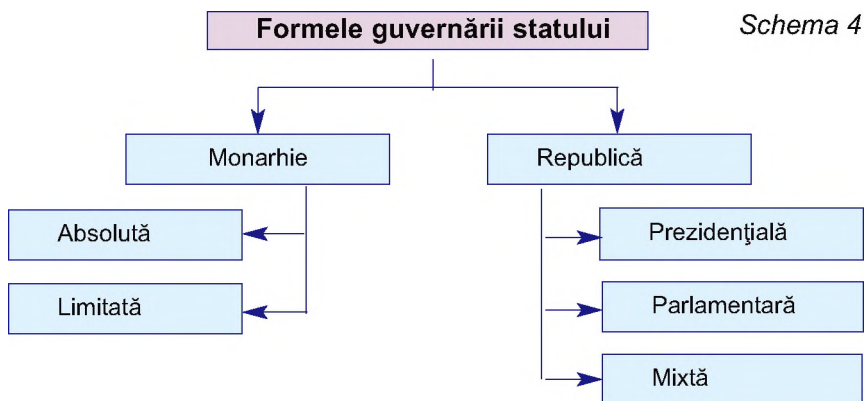 Formele guvernării statului
Schema 4
Monarhie
Republică
Absolută
Limitată
Prezidenţială
Parlamentară
Mixtă